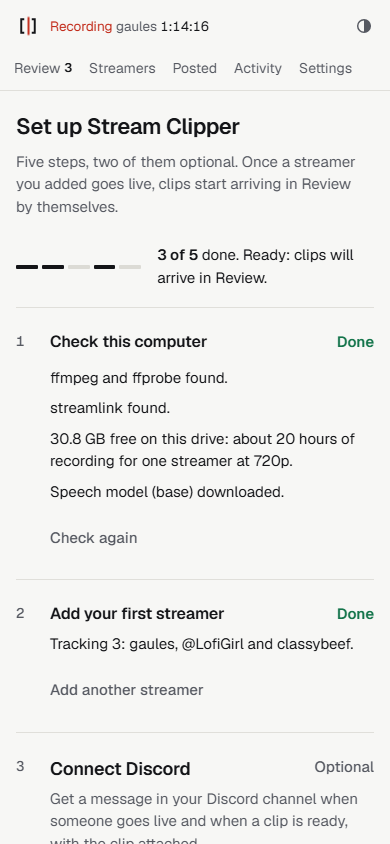 Recording gaules 1:14:16
Review 3 Streamers Posted Activity Settings
Set up Stream Clipper
Five steps, two of them optional. Once a streamer
you added goes live, clips start arriving in Review
by themselves.
3 of 5 done. Ready: clips will
arrive in Review.
1 Check this computer Done
ffmpeg and ffprobe found.
streamlink found.
30.8 GB free on this drive: about 20 hours of
recording for one streamer at 720p.
Speech model (base) downloaded.
Check again
2 Add your first streamer Done
Tracking 3: gaules, @LofiGirl and classybeef.
Add another streamer
3 Connect Discord Optional
Get a message in your Discord channel when
someone goes live and when a clip is ready,
with the clip attached.